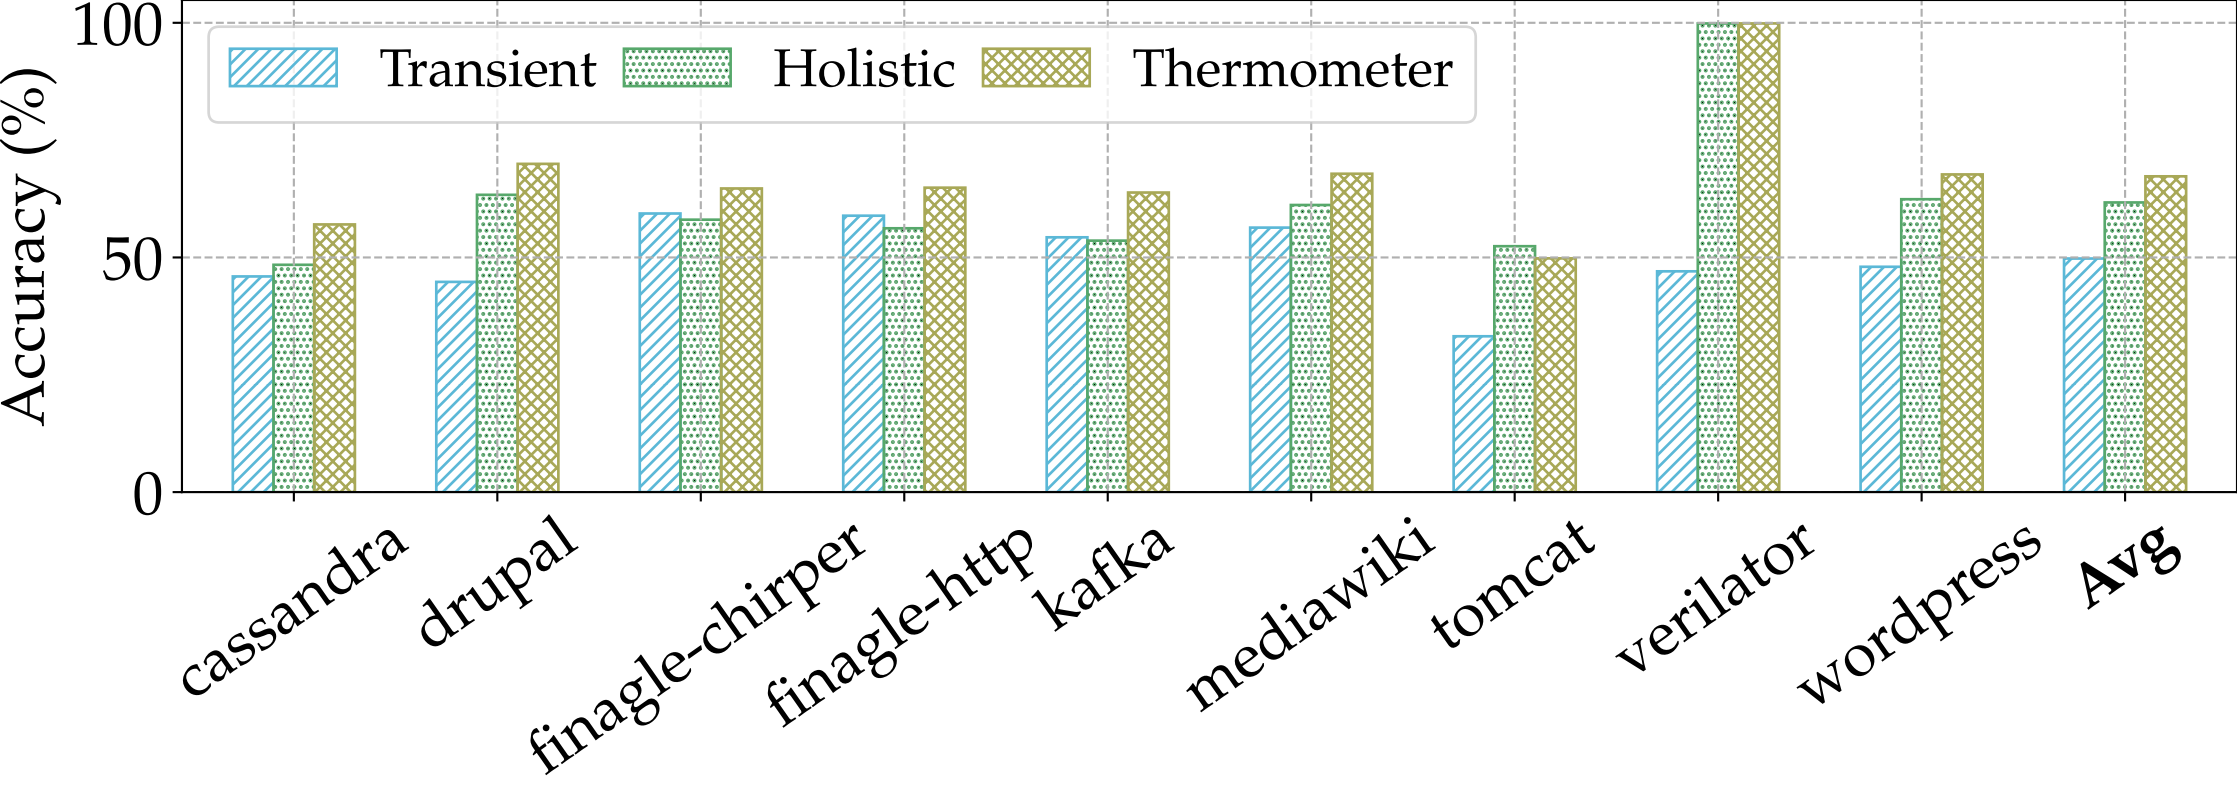 Accuracy (%)
100
50
0
Transient Holistic Thermometer
cassandra
drupal
finagle-chirper
finagle-http
kafka
mediawiki
tomcat
verilator
wordpress
Avg